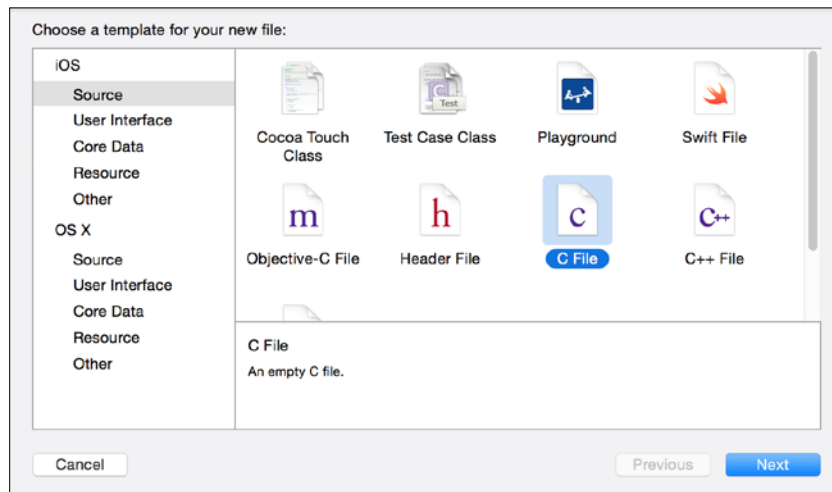 Choose a template for your new file:
iOS
Source
User Interface
Core Data
Resource
Other
OS X
Source
User Interface
Core Data
Resource
Other
Test
Cocoa Touch
Class
Test Case Class
Playground
Swift File
m
h
c
C++
Objective-C File
Header File
C File
C++ File
C File
An empty C file.
Cancel
Previous
Next